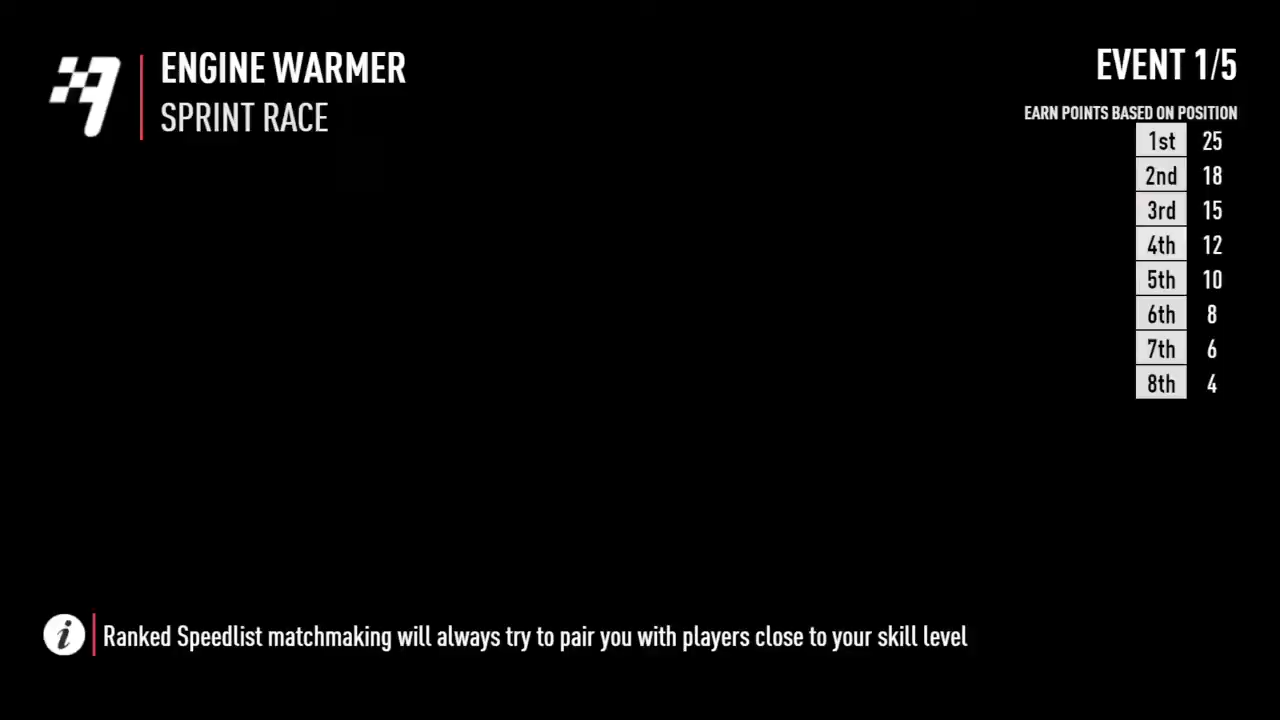 ENGINE WARMER
SPRINT RACE
EVENT 1/5
EARN POINTS BASED ON POSITION
1st 25
2nd 18
3rd 15
4th 12
5th 10
6th 8
7th 6
8th 4
i Ranked Speedlist matchmaking will always try to pair you with players close to your skill level